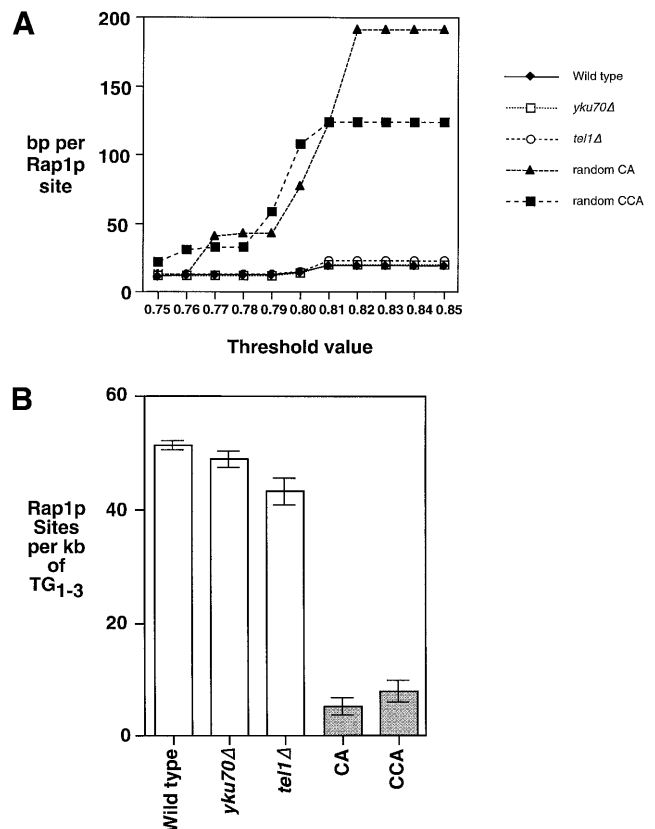 A
200
150
100
50
0
bp per
Rap1p
site
0.75 0.76 0.77 0.78 0.79 0.80 0.81 0.82 0.83 0.84 0.85
Threshold value
Wild type
yku70Δ
tel1Δ
random CA
random CCA
B
60
40
20
0
Rap1p
Sites
per kb
of
TG1-3
Wild type
yku70Δ
tel1Δ
CA
CCA